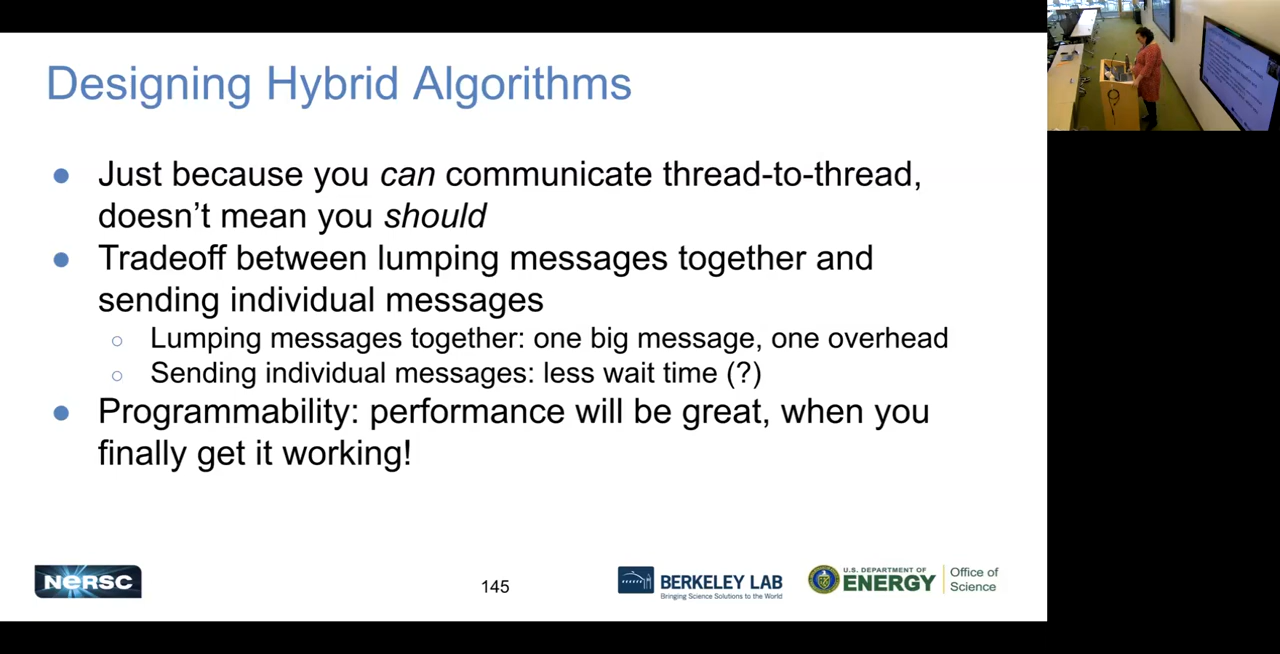 Designing Hybrid Algorithms
● Just because you can communicate thread-to-thread,
doesn’t mean you should
● Tradeoff between lumping messages together and
sending individual messages
○ Lumping messages together: one big message, one overhead
○ Sending individual messages: less wait time (?)
● Programmability: performance will be great, when you
finally get it working!
NERSC
145
BERKELEY LAB
Bringing Science Solutions to the World
U.S. DEPARTMENT OF
ENERGY
Office of
Science